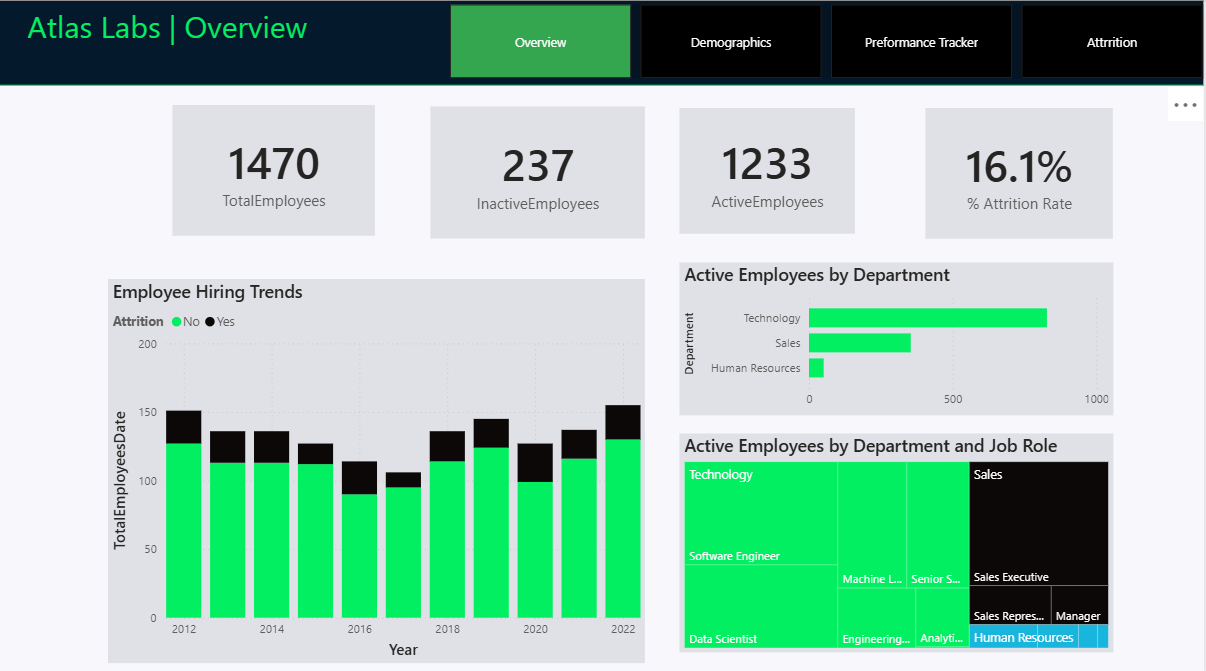 Atlas Labs | Overview
Overview
Demographics
Preformance Tracker
Attrrition
1470
TotalEmployees
237
InactiveEmployees
1233
ActiveEmployees
16.1%
% Attrition Rate
Employee Hiring Trends
Attrition No Yes
TotalEmployeesDate
200
150
100
50
0
2012 2014 2016 2018 2020 2022
Year
Active Employees by Department
Department
Technology
Sales
Human Resources
0 500 1000
Active Employees by Department and Job Role
Technology
Software Engineer
Data Scientist
Machine L...
Senior S...
Engineering...
Analyti...
Sales
Sales Executive
Sales Repres...
Manager
Human Resources